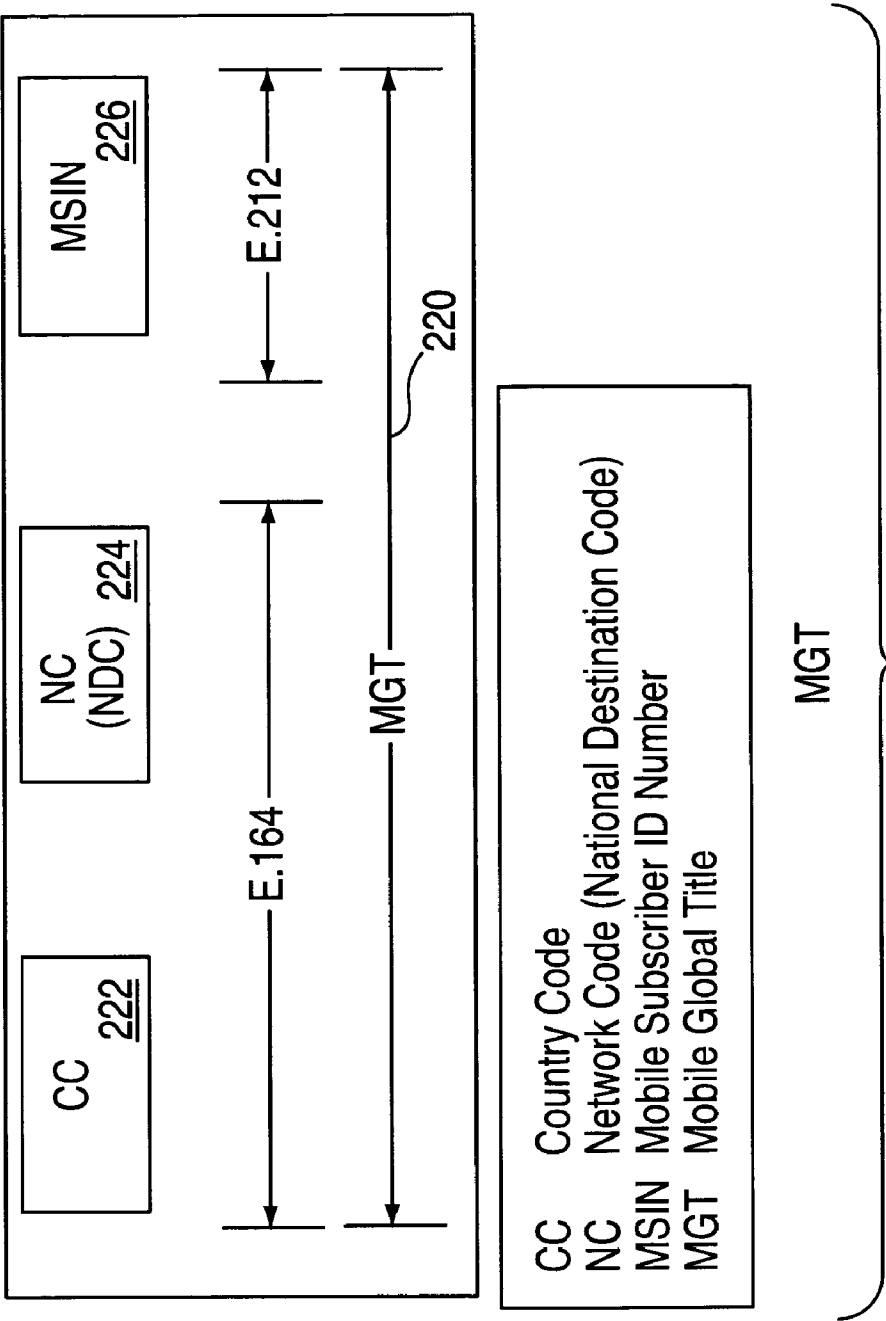 CC 222
NC (NDC) 224
MSIN 226
E.164
E.212
MGT
220
CC Country Code
NC Network Code (National Destination Code)
MSIN Mobile Subscriber ID Number
MGT Mobile Global Title
MGT